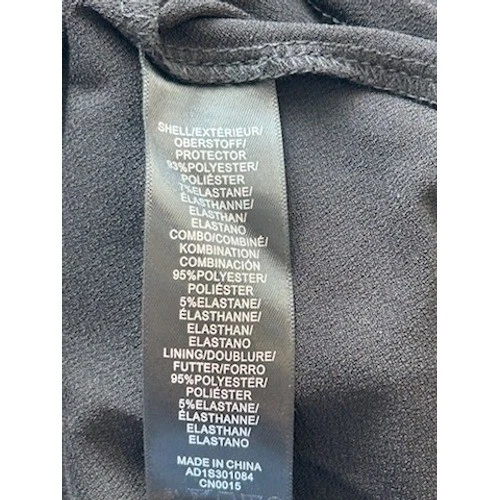 SHELL/EXTÉRIEUR/
OBERSTOFF/
PROTECTOR
93%POLYESTER/
POLIÉSTER
7%ELASTANE/
ÉLASTHANNE/
ELASTHAN/
ELASTANO
COMBO/COMBINÉ/
KOMBINATION/
COMBINACIÓN
95%POLYESTER/
POLIÉSTER
5%ELASTANE/
ÉLASTHANNE/
ELASTHAN/
ELASTANO
LINING/DOUBLURE/
FUTTER/FORRO
95%POLYESTER/
POLIÉSTER
5%ELASTANE/
ÉLASTHANNE/
ELASTHAN/
ELASTANO
MADE IN CHINA
AD1S301084
CN0015